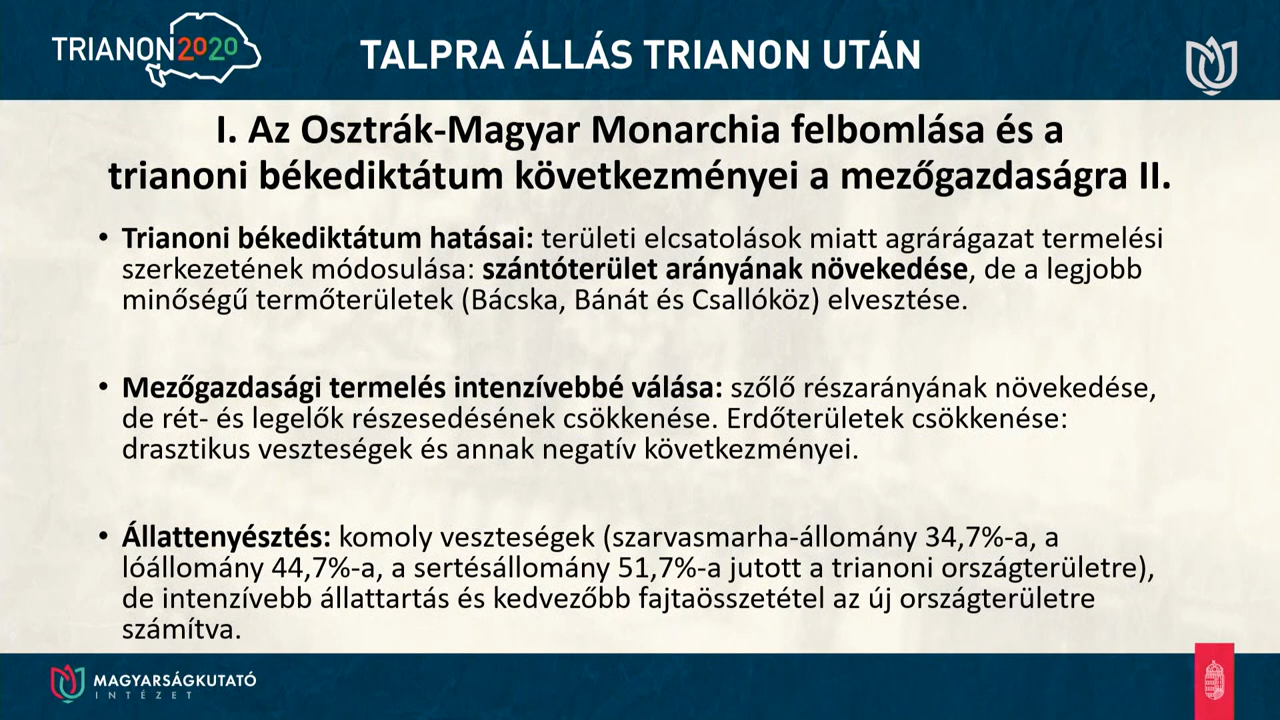 TRIANON2020
TALPRA ÁLLÁS TRIANON UTÁN
I. Az Osztrák-Magyar Monarchia felbomlása és a
trianoni békediktátum következményei a mezőgazdaságra II.
• Trianoni békediktátum hatásai: területi elcsatolások miatt agrárágazat termelési
szerkezetének módosulása: szántóterület arányának növekedése, de a legjobb
minőségű termőterületek (Bácska, Bánát és Csallóköz) elvesztése.
• Mezőgazdasági termelés intenzívebbé válása: szőlő részarányának növekedése,
de rét- és legelők részesedésének csökkenése. Erdőterületek csökkenése:
drasztikus veszteségek és annak negatív következményei.
• Állattenyésztés: komoly veszteségek (szarvasmarha-állomány 34,7%-a, a
lóállomány 44,7%-a, a sertésállomány 51,7%-a jutott a trianoni országterületre),
de intenzívebb állattartás és kedvezőbb fajtaösszetétel az új országterületre
számítva.
MAGYARSÁGKUTATÓ
INTÉZET